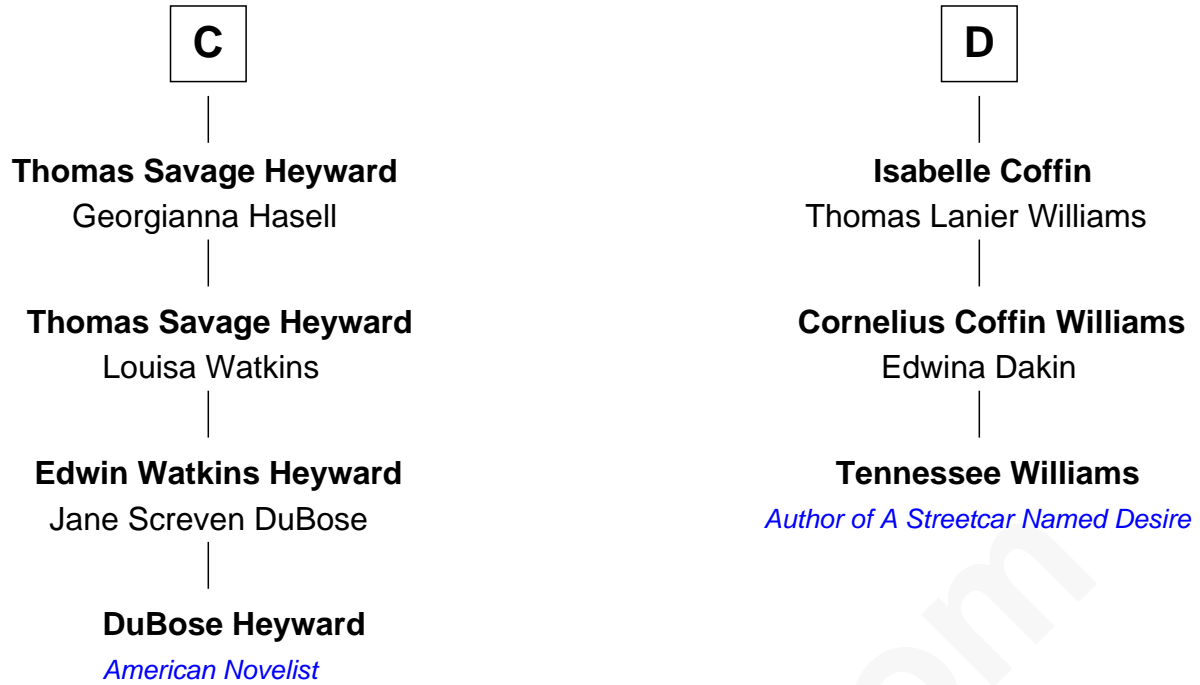 C
Thomas Savage Heyward
Georgianna Hasell
Thomas Savage Heyward
Louisa Watkins
Edwin Watkins Heyward
Jane Screven DuBose
DuBose Heyward
American Novelist
D
Isabelle Coffin
Thomas Lanier Williams
Cornelius Coffin Williams
Edwina Dakin
Tennessee Williams
Author of A Streetcar Named Desire
om